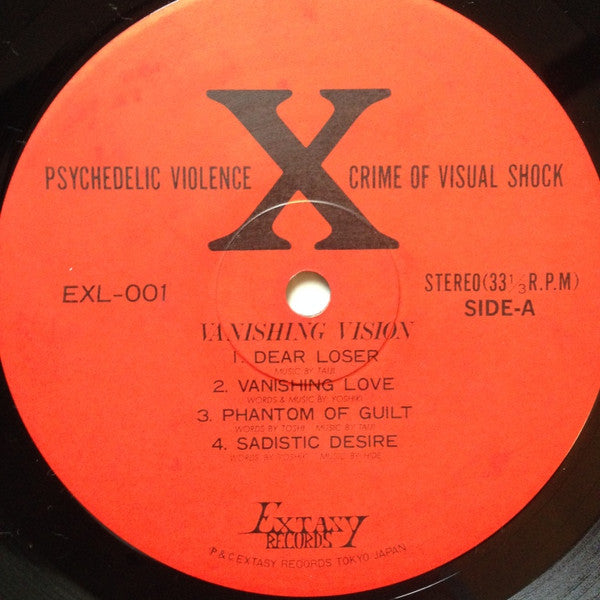 X
PSYCHEDELIC VIOLENCE CRIME OF VISUAL SHOCK
EXL-001
STEREO(33⅓R.P.M)
SIDE-A
VANISHING VISION
1. DEAR LOSER
MUSIC BY TAIJI
2. VANISHING LOVE
WORDS & MUSIC BY YOSHIKI
3. PHANTOM OF GUILT
WORDS BY TOSHI MUSIC BY TAIJI
4. SADISTIC DESIRE
WORDS BY YOSHIKI MUSIC BY HIDE
EXTASY
RECORDS
P&C EXTASY RECORDS TOKYO JAPAN